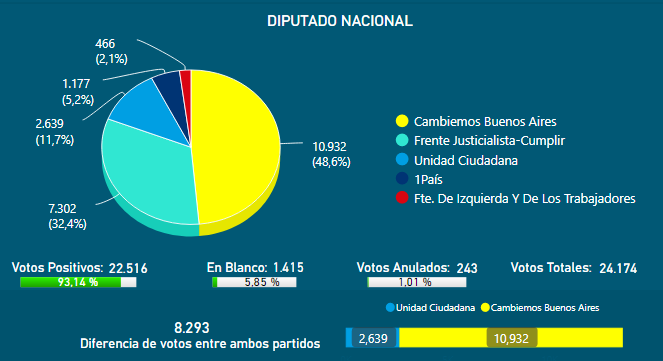 DIPUTADO NACIONAL
466
(2,1%)
1.177
(5,2%)
2.639
(11,7%)
7.302
(32,4%)
10.932
(48,6%)
Cambiemos Buenos Aires
Frente Justicialista-Cumplir
Unidad Ciudadana
1País
Fte. De Izquierda Y De Los Trabajadores
Votos Positivos: 22.516
93,14 %
En Blanco: 1.415
5,85 %
Votos Anulados: 243
1,01 %
Votos Totales: 24.174
8.293
Diferencia de votos entre ambos partidos
Unidad Ciudadana Cambiemos Buenos Aires
2,639 10,932